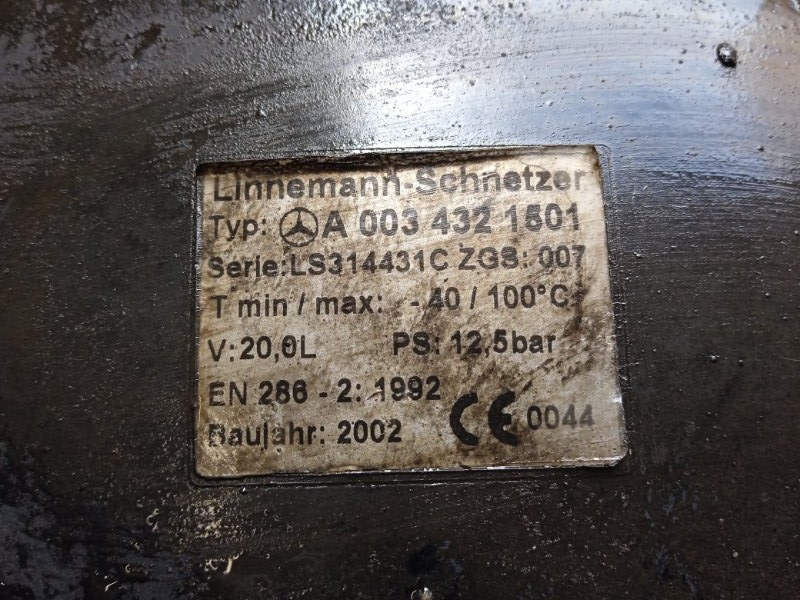 Linnemann-Schnetzer
Typ: A 003 432 1501
Serie:LS314431C ZGS: 007
T min / max: - 40 / 100°C
V: 20,0L PS: 12,5bar
EN 286 - 2: 1992
Baujahr: 2002 CE 0044